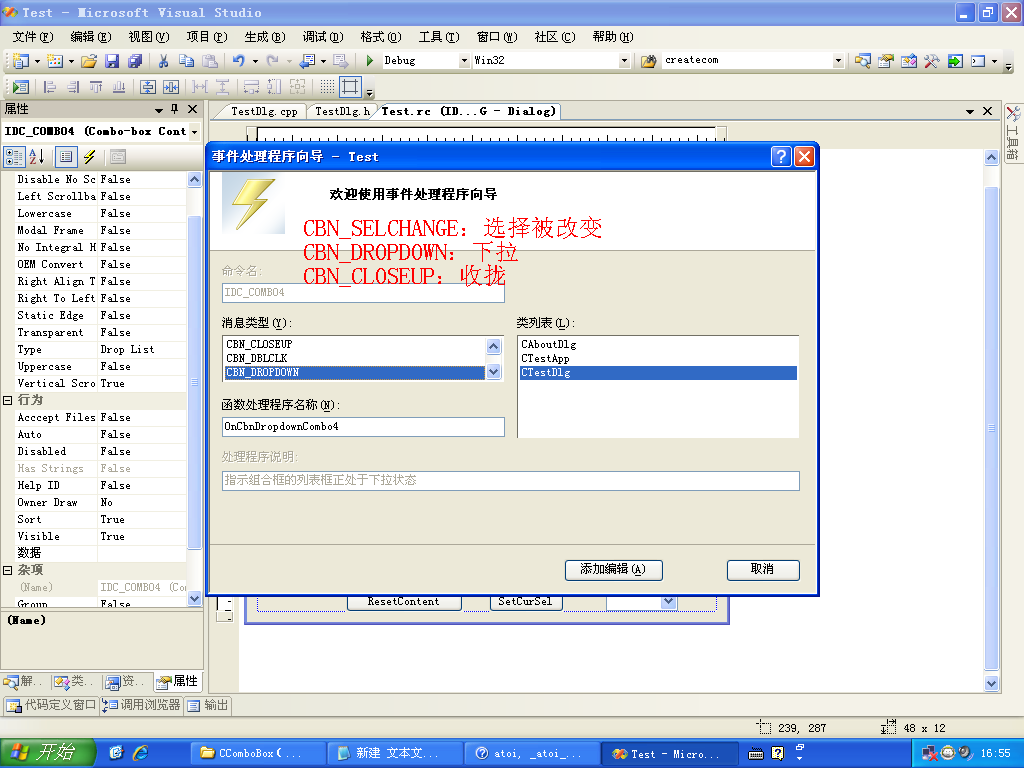 Test - Microsoft Visual Studio
文件(F) 编辑(E) 视图(V) 项目(P) 生成(B) 调试(D) 格式(O) 工具(T) 窗口(W) 社区(C) 帮助(H)
Debug Win32 createcom
属性
TestDlg.cpp TestDlg.h Test.rc (ID...G - Dialog)
IDC_COMBO4 (Combo-box Cont
工具箱
Disable No Sc False
Left Scrollba False
Lowercase False
Modal Frame False
No Integral H False
OEM Convert False
Right Align T False
Right To Left False
Static Edge False
Transparent False
Type Drop List
Uppercase False
Vertical Scro True
行为
Acccept Files False
Auto False
Disabled False
Has Strings False
Help ID False
Owner Draw No
Sort True
Visible True
数据
杂项
(Name) IDC_COMBO4 (Co
Group False
(Name)
事件处理程序向导 - Test
欢迎使用事件处理程序向导
CBN_SELCHANGE: 选择被改变
CBN_DROPDOWN: 下拉
CBN_CLOSEUP: 收拢
命令名:
IDC_COMBO4
消息类型(Y):
类列表(L):
CBN_CLOSEUP
CBN_DBLCLK
CBN_DROPDOWN
CAboutDlg
CTestApp
CTestDlg
函数处理程序名称(N):
OnCbnDropdownCombo4
处理程序说明:
指示组合框的列表框正处于下拉状态
添加编辑(A) 取消
ResetContent SetCurSel
解.. 类.. 资.. 属性
代码定义窗口 调用浏览器 输出
239, 287 48 x 12
开始 CComboBox( 新建 文本文... atoi, _atoi_... Test - Micro... 16:55